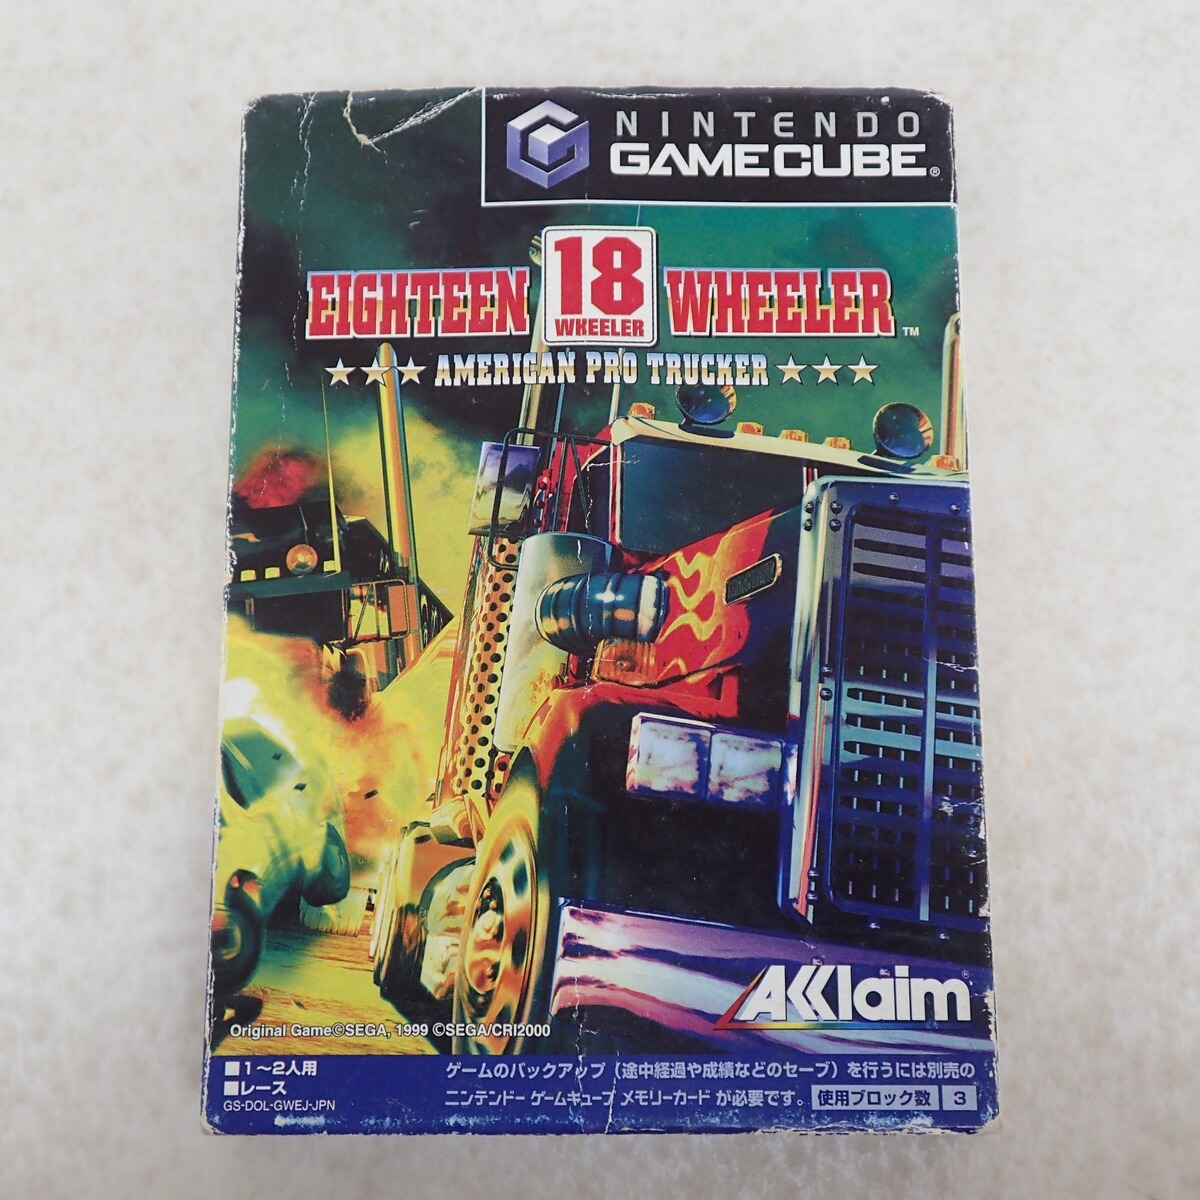 NINTENDO
GAMECUBE®
EIGHTEEN 18 WHEELER WHEELER™
★★★ AMERICAN PRO TRUCKER ★★★
AKKlaim®
Original Game©SEGA, 1999 ©SEGA/CRI2000
■1〜2人用
■レース
GS-DOL-GWEJ-JPN
ゲームのバックアップ（途中経過や成績などのセーブ）を行うには別売の
ニンテンドー ゲームキューブ メモリーカード が必要です。 使用ブロック数 3